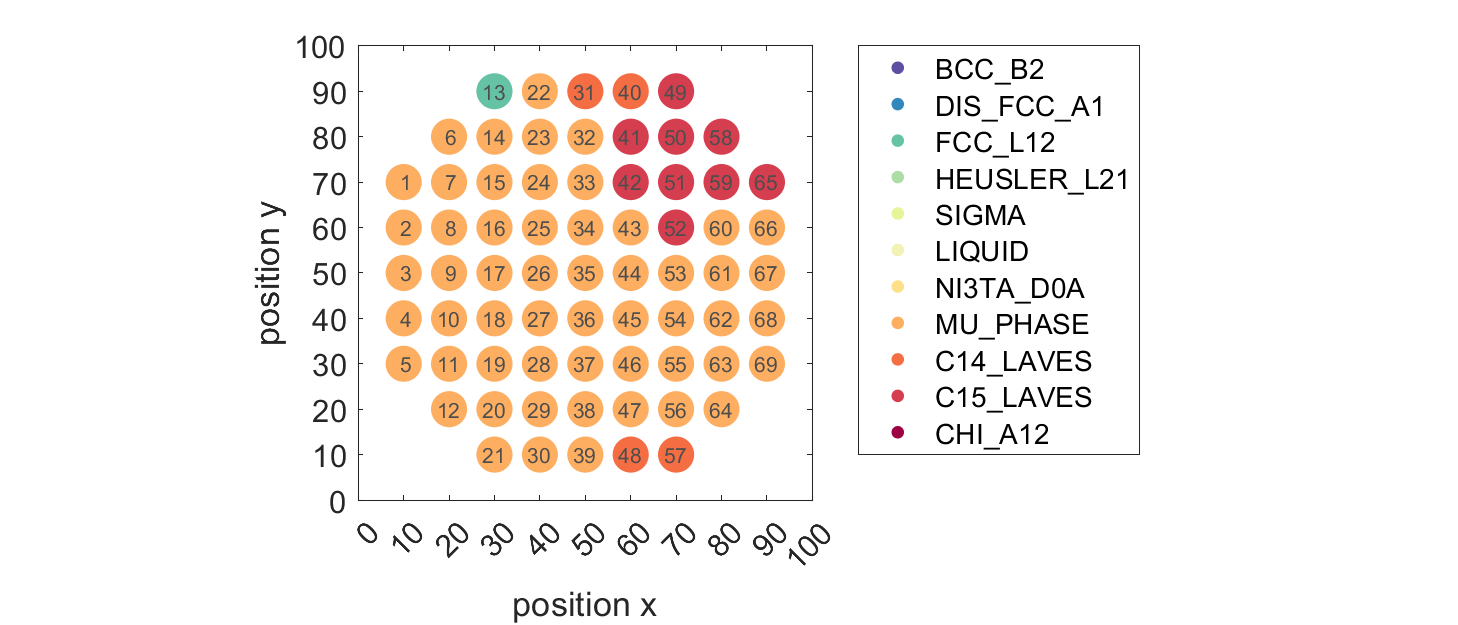 100
90
80
70
60
50
40
30
20
10
0
position y
13 22 31 40 49
6 14 23 32 41 50 58
1 7 15 24 33 42 51 59 65
2 8 16 25 34 43 52 60 66
3 9 17 26 35 44 53 61 67
4 10 18 27 36 45 54 62 68
5 11 19 28 37 46 55 63 69
12 20 29 38 47 56 64
21 30 39 48 57
0 10 20 30 40 50 60 70 80 90 100
position x
BCC_B2
DIS_FCC_A1
FCC_L12
HEUSLER_L21
SIGMA
LIQUID
NI3TA_D0A
MU_PHASE
C14_LAVES
C15_LAVES
CHI_A12